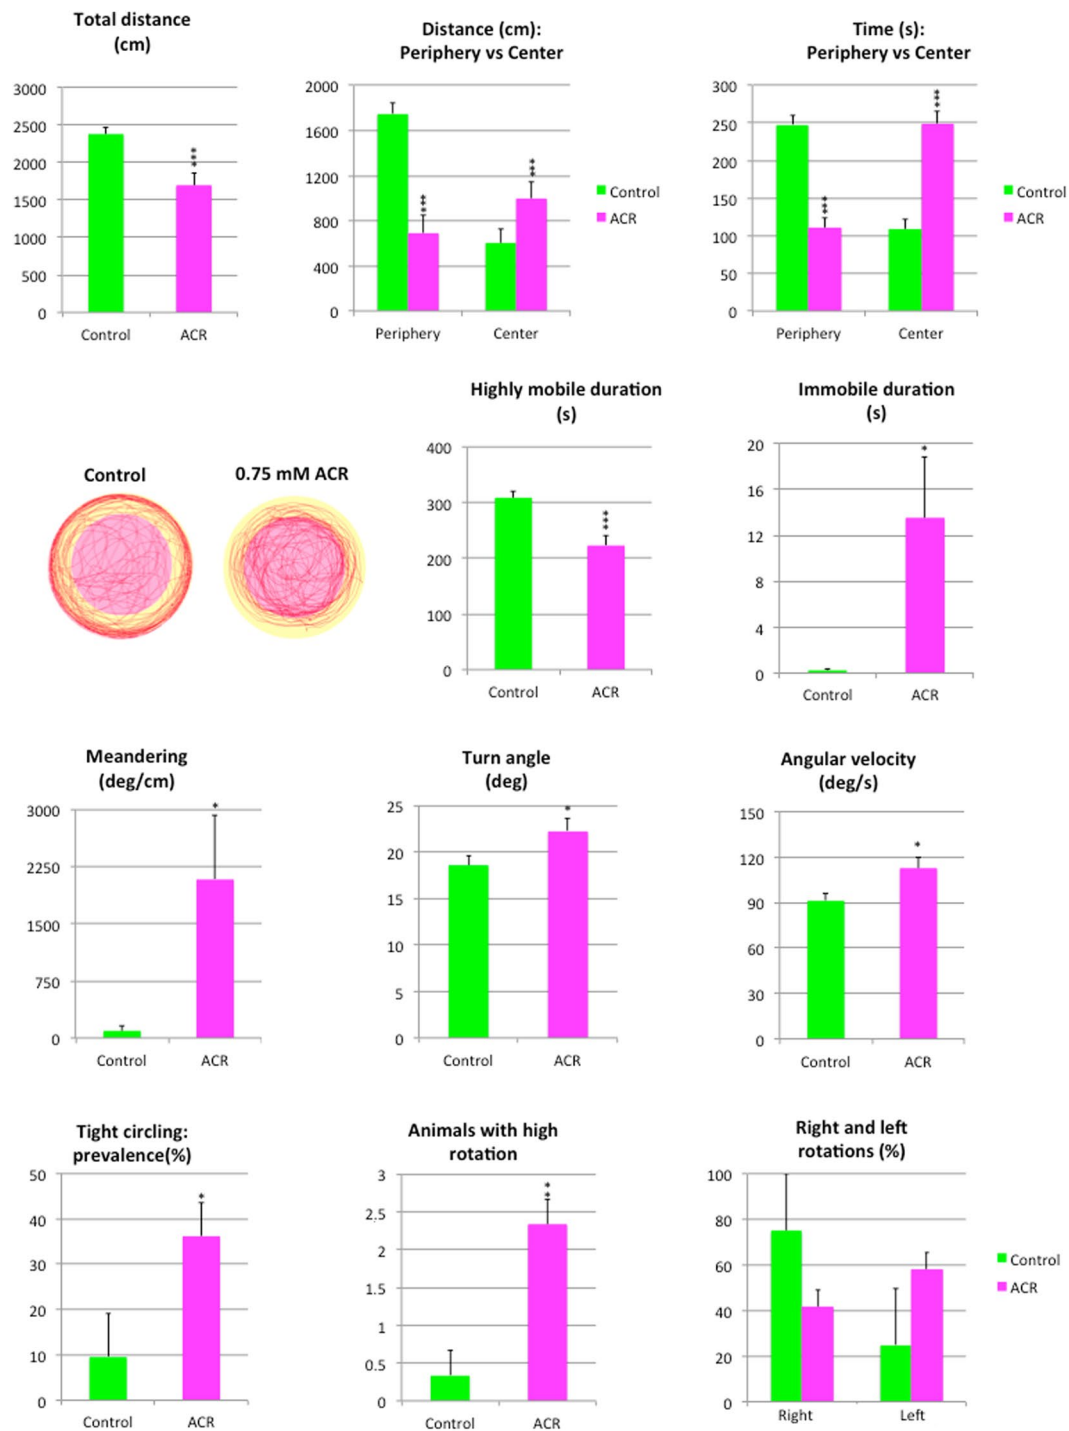 Total distance
(cm)
3000
2500
2000
1500
1000
500
0
***
Control
ACR
Distance (cm):
Periphery vs Center
2000
1600
1200
800
400
0
***
***
Periphery
Center
Control
ACR
Time (s):
Periphery vs Center
300
250
200
150
100
50
0
***
***
Periphery
Center
Control
ACR
Control
0.75 mM ACR
Highly mobile duration
(s)
400
300
200
100
0
***
Control
ACR
Immobile duration
(s)
20
16
12
8
4
0
*
Control
ACR
Meandering
(deg/cm)
3000
2250
1500
750
0
*
Control
ACR
Turn angle
(deg)
25
20
15
10
5
0
*
Control
ACR
Angular velocity
(deg/s)
150
120
90
60
30
0
*
Control
ACR
Tight circling:
prevalence(%)
50
40
30
20
10
0
*
Control
ACR
Animals with high
rotation
3
2.5
2
1.5
1
0.5
0
**
Control
ACR
Right and left
rotations (%)
100
80
60
40
20
0
Right
Left
Control
ACR